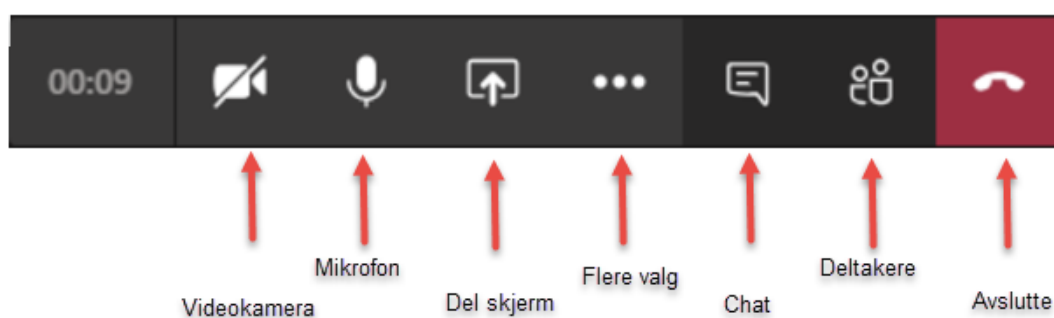 00:09
Videokamera
Mikrofon
Del skjerm
Flere valg
Chat
Deltakere
Avslutte